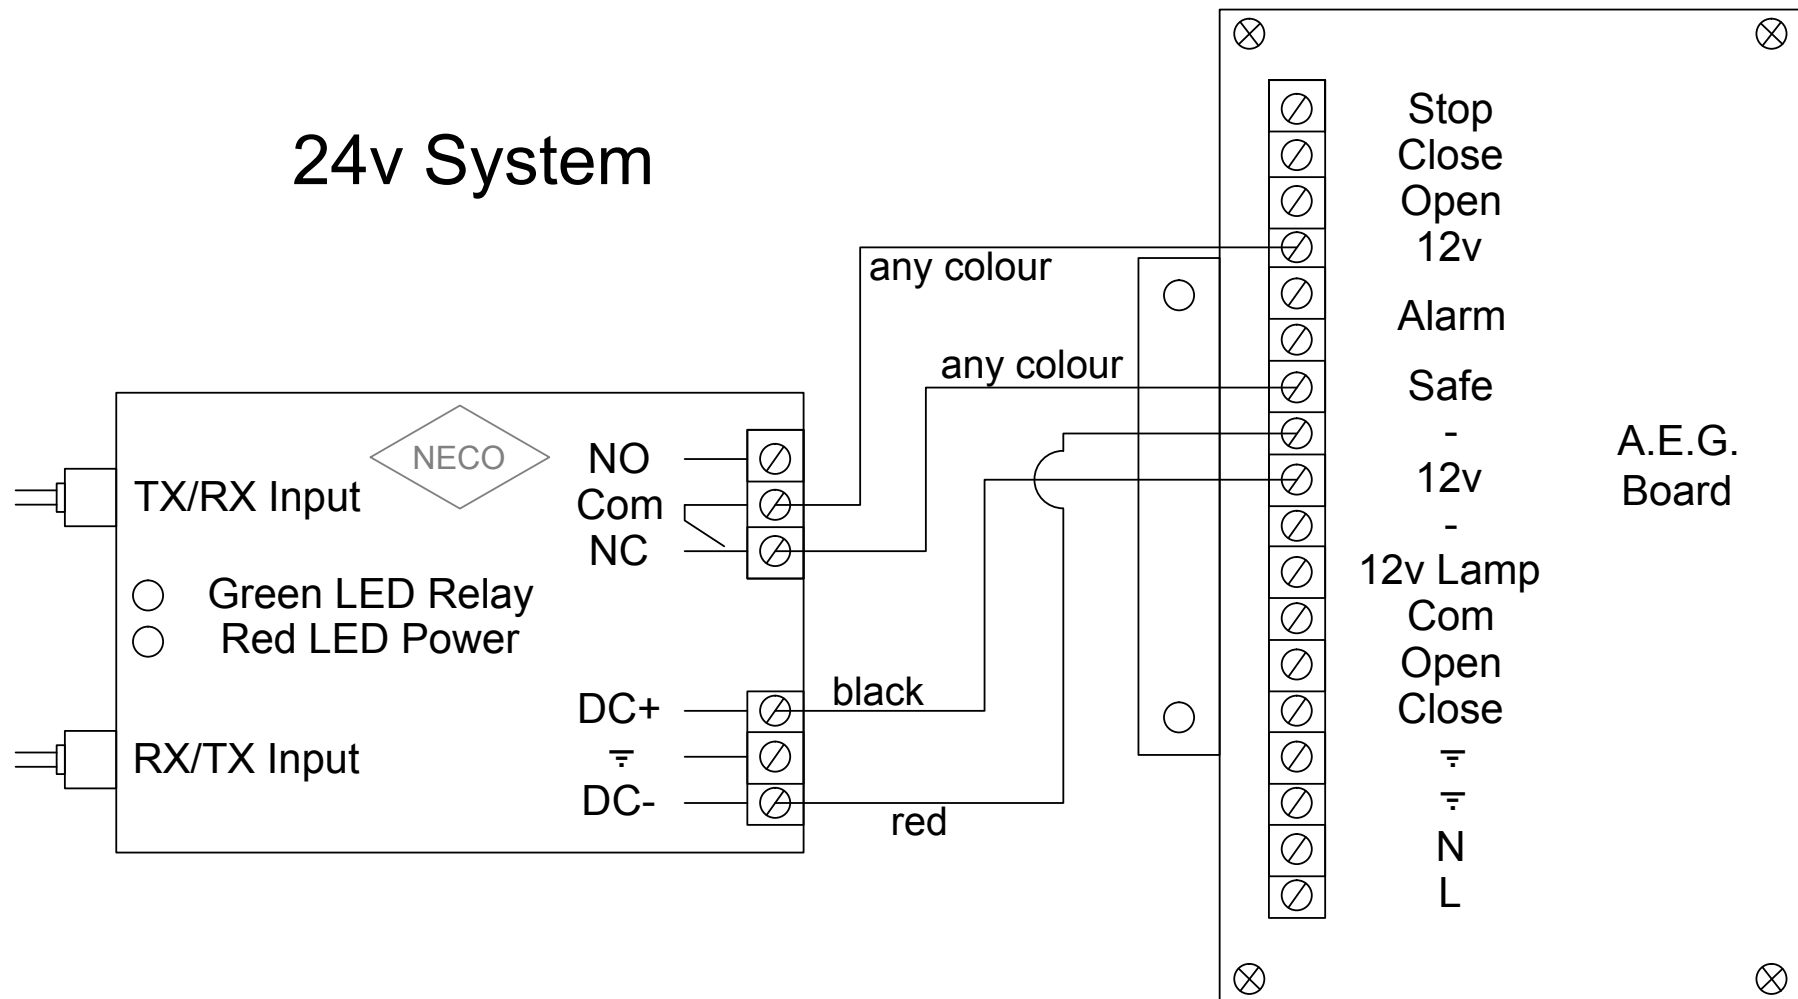 24v System
any colour
any colour
NECO
TX/RX Input
NO
Com
NC
Green LED Relay
Red LED Power
RX/TX Input
DC+
DC-
black
red
Stop
Close
Open
12v
Alarm
Safe
-
12v
-
12v Lamp
Com
Open
Close
N
L
A.E.G.
Board